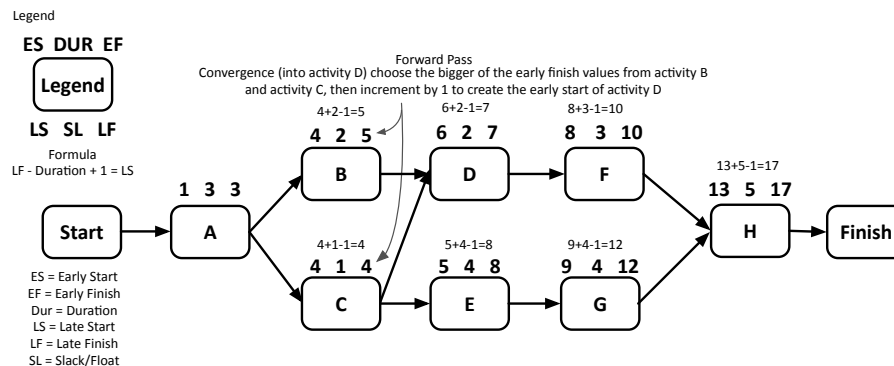 Legend
ES DUR EF
Legend
LS SL LF
Formula
LF - Duration + 1 = LS
Forward Pass
Convergence (into activity D) choose the bigger of the early finish values from activity B
and activity C, then increment by 1 to create the early start of activity D
4+2-1=5
4 2 5
B
6+2-1=7
6 2 7
D
8+3-1=10
8 3 10
F
Start
1 3 3
A
13+5-1=17
13 5 17
H
Finish
4+1-1=4
4 1 4
C
5+4-1=8
5 4 8
E
9+4-1=12
9 4 12
G
ES = Early Start
EF = Early Finish
Dur = Duration
LS = Late Start
LF = Late Finish
SL = Slack/Float